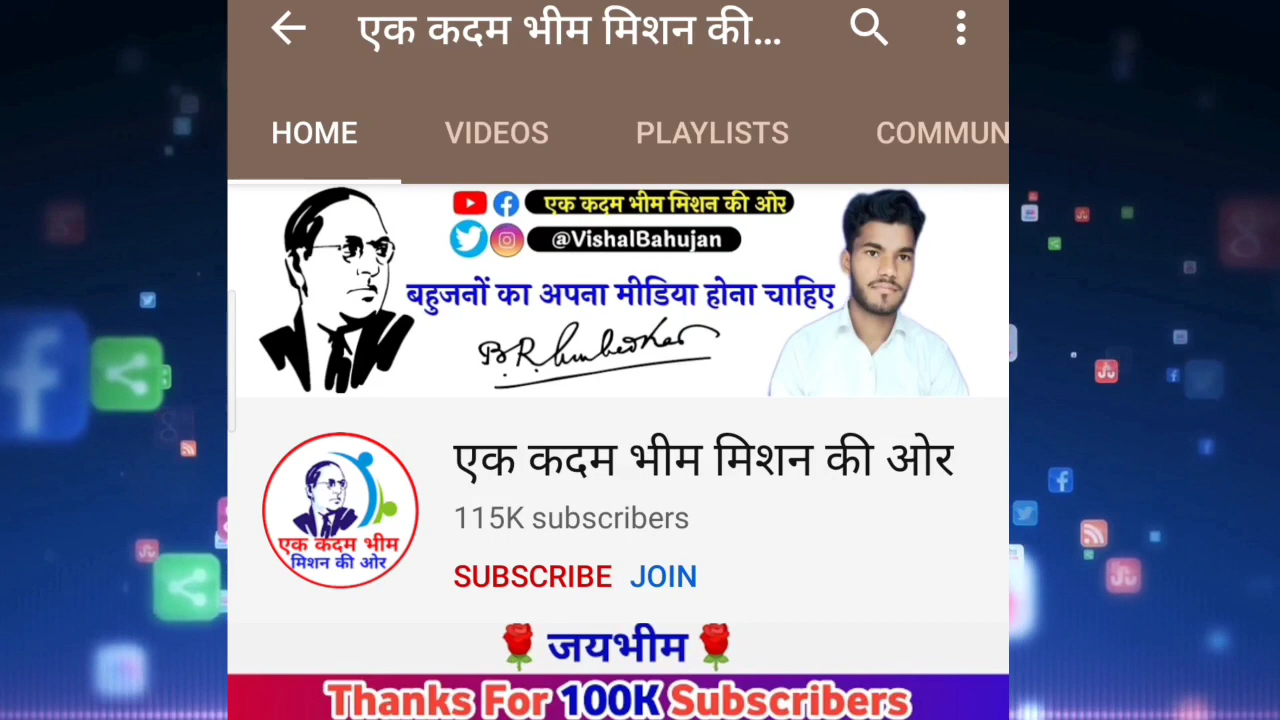 एक कदम भीम मिशन की...
HOME VIDEOS PLAYLISTS COMMUN
एक कदम भीम मिशन की ओर
@VishalBahujan
बहुजनों का अपना मीडिया होना चाहिए
B.R. Ambedkar
एक कदम भीम
मिशन की ओर
एक कदम भीम मिशन की ओर
115K subscribers
SUBSCRIBE JOIN
🌹 जयभीम 🌹
Thanks For 100K Subscribers